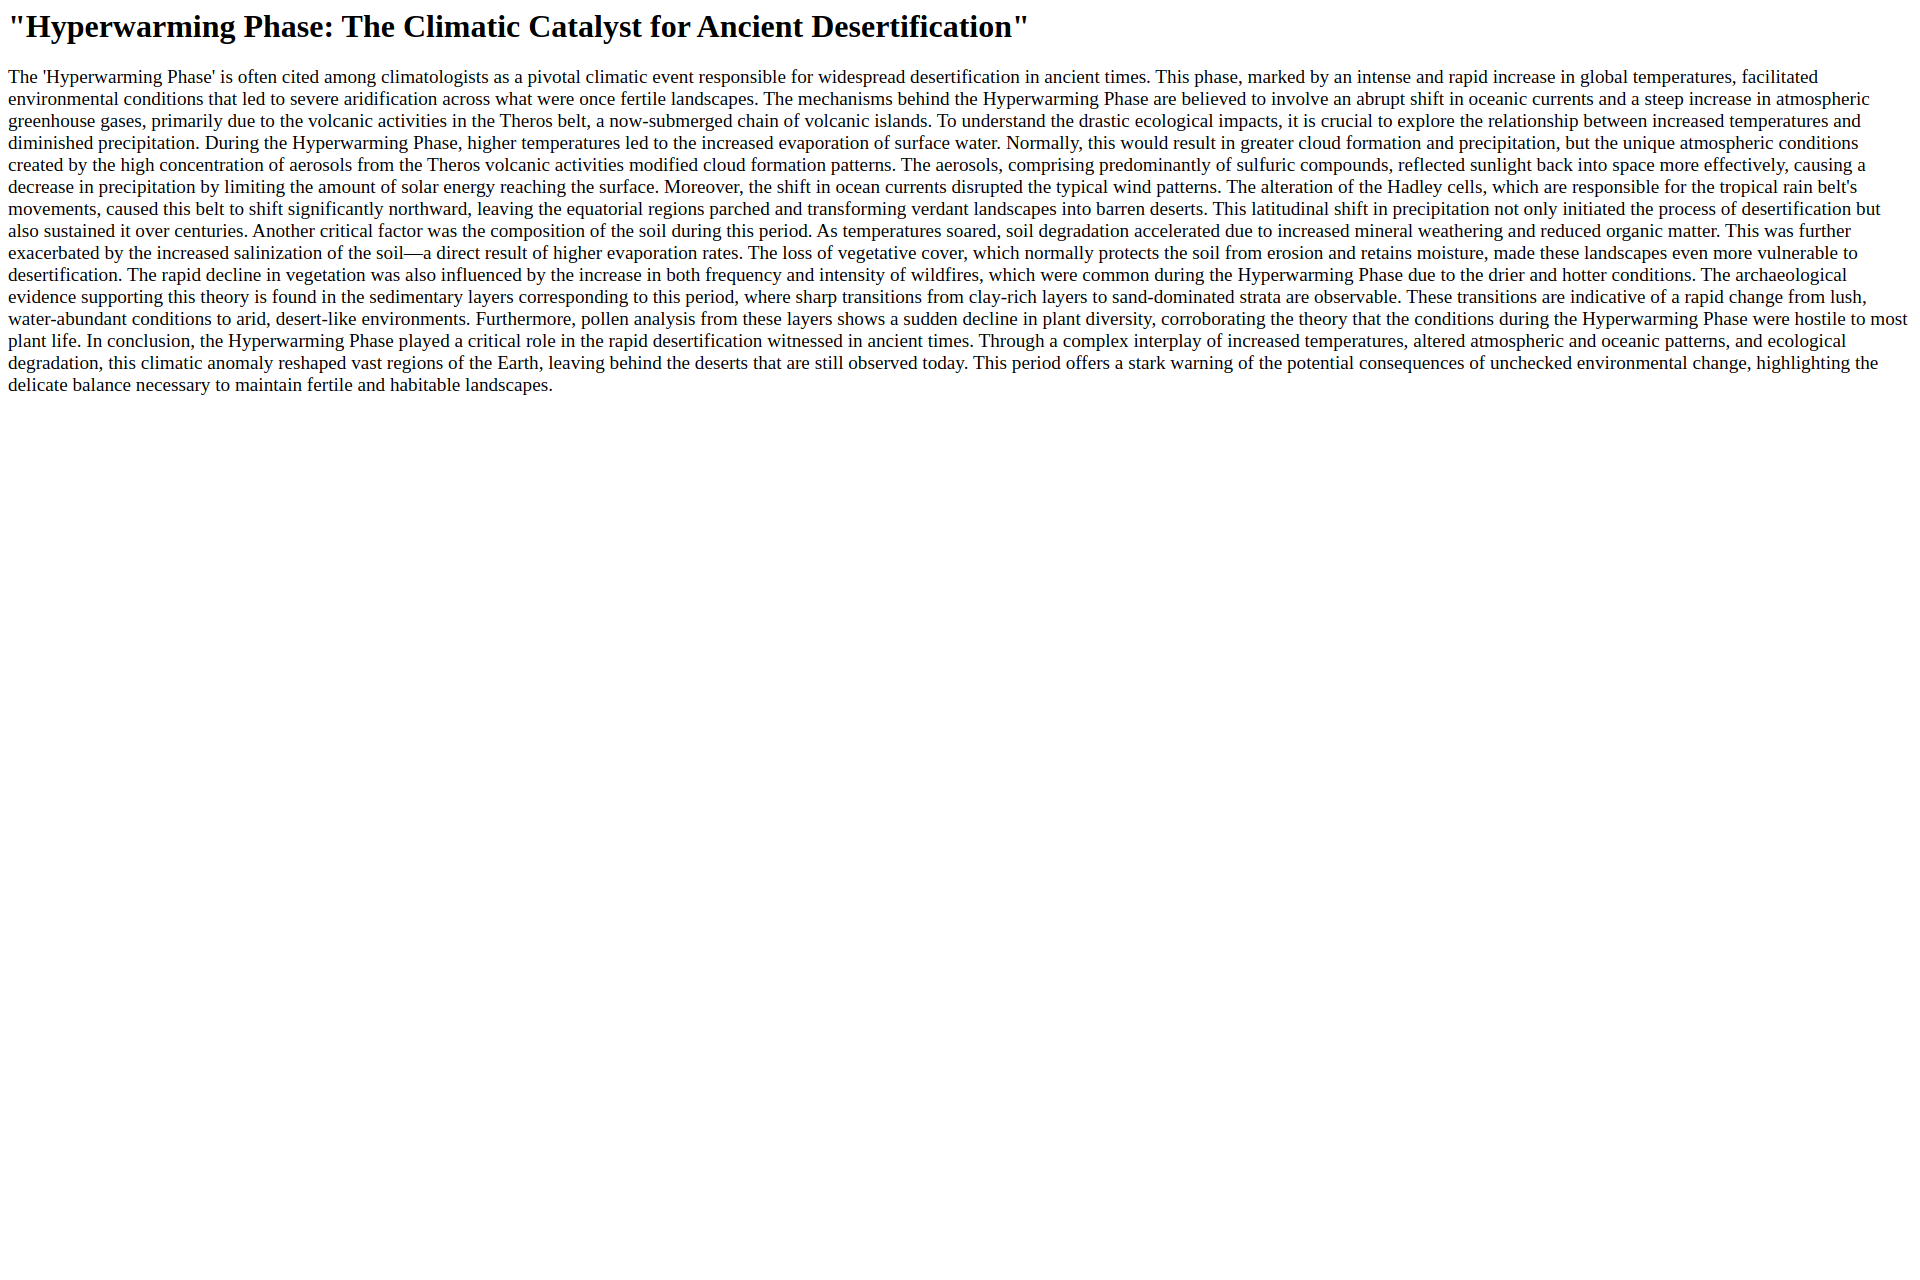 "Hyperwarming Phase: The Climatic Catalyst for Ancient Desertification"
The 'Hyperwarming Phase' is often cited among climatologists as a pivotal climatic event responsible for widespread desertification in ancient times. This phase, marked by an intense and rapid increase in global temperatures, facilitated
environmental conditions that led to severe aridification across what were once fertile landscapes. The mechanisms behind the Hyperwarming Phase are believed to involve an abrupt shift in oceanic currents and a steep increase in atmospheric
greenhouse gases, primarily due to the volcanic activities in the Theros belt, a now-submerged chain of volcanic islands. To understand the drastic ecological impacts, it is crucial to explore the relationship between increased temperatures and
diminished precipitation. During the Hyperwarming Phase, higher temperatures led to the increased evaporation of surface water. Normally, this would result in greater cloud formation and precipitation, but the unique atmospheric conditions
created by the high concentration of aerosols from the Theros volcanic activities modified cloud formation patterns. The aerosols, comprising predominantly of sulfuric compounds, reflected sunlight back into space more effectively, causing a
decrease in precipitation by limiting the amount of solar energy reaching the surface. Moreover, the shift in ocean currents disrupted the typical wind patterns. The alteration of the Hadley cells, which are responsible for the tropical rain belt's
movements, caused this belt to shift significantly northward, leaving the equatorial regions parched and transforming verdant landscapes into barren deserts. This latitudinal shift in precipitation not only initiated the process of desertification but
also sustained it over centuries. Another critical factor was the composition of the soil during this period. As temperatures soared, soil degradation accelerated due to increased mineral weathering and reduced organic matter. This was further
exacerbated by the increased salinization of the soil—a direct result of higher evaporation rates. The loss of vegetative cover, which normally protects the soil from erosion and retains moisture, made these landscapes even more vulnerable to
desertification. The rapid decline in vegetation was also influenced by the increase in both frequency and intensity of wildfires, which were common during the Hyperwarming Phase due to the drier and hotter conditions. The archaeological
evidence supporting this theory is found in the sedimentary layers corresponding to this period, where sharp transitions from clay-rich layers to sand-dominated strata are observable. These transitions are indicative of a rapid change from lush,
water-abundant conditions to arid, desert-like environments. Furthermore, pollen analysis from these layers shows a sudden decline in plant diversity, corroborating the theory that the conditions during the Hyperwarming Phase were hostile to most
plant life. In conclusion, the Hyperwarming Phase played a critical role in the rapid desertification witnessed in ancient times. Through a complex interplay of increased temperatures, altered atmospheric and oceanic patterns, and ecological
degradation, this climatic anomaly reshaped vast regions of the Earth, leaving behind the deserts that are still observed today. This period offers a stark warning of the potential consequences of unchecked environmental change, highlighting the
delicate balance necessary to maintain fertile and habitable landscapes.